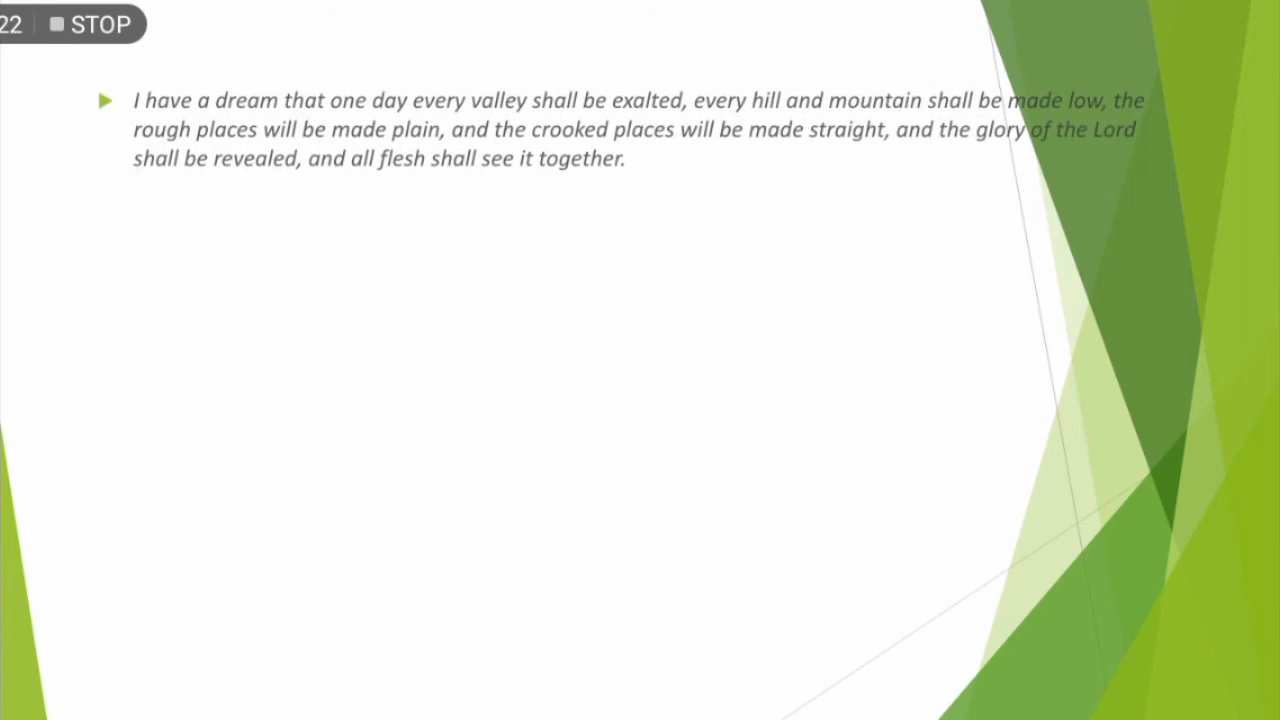 22 STOP
I have a dream that one day every valley shall be exalted, every hill and mountain shall be made low, the
rough places will be made plain, and the crooked places will be made straight, and the glory of the Lord
shall be revealed, and all flesh shall see it together.